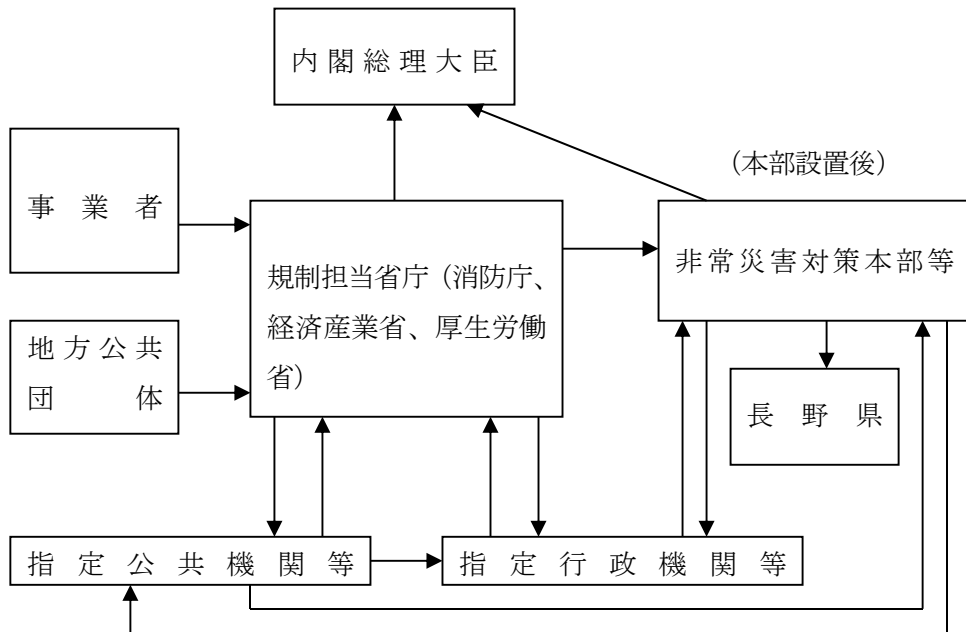 内閣総理大臣
(本部設置後)
事業者
非常災害対策本部等
規制担当省庁(消防庁、
経済産業省、厚生労働
省)
地方公共
団体
長野県
指定公共機関等
指定行政機関等